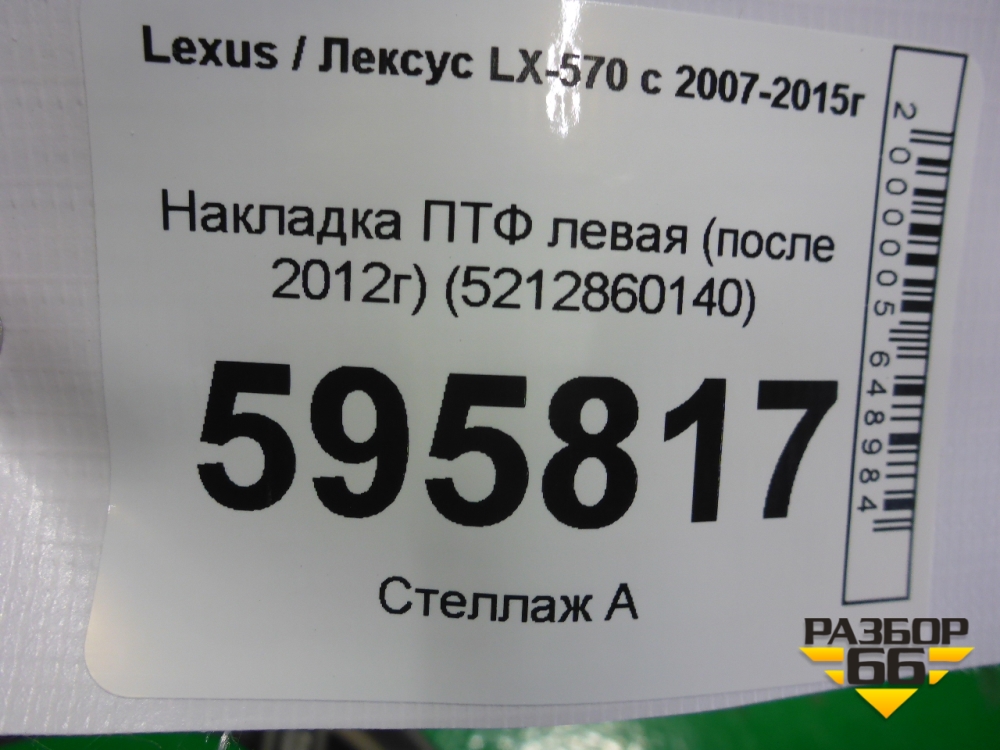 Lexus / Лексус LX-570 с 2007-2015г
Накладка ПТФ левая (после
2012г) (5212860140)
595817
Стеллаж А
2000005648984
РАЗБОР
66